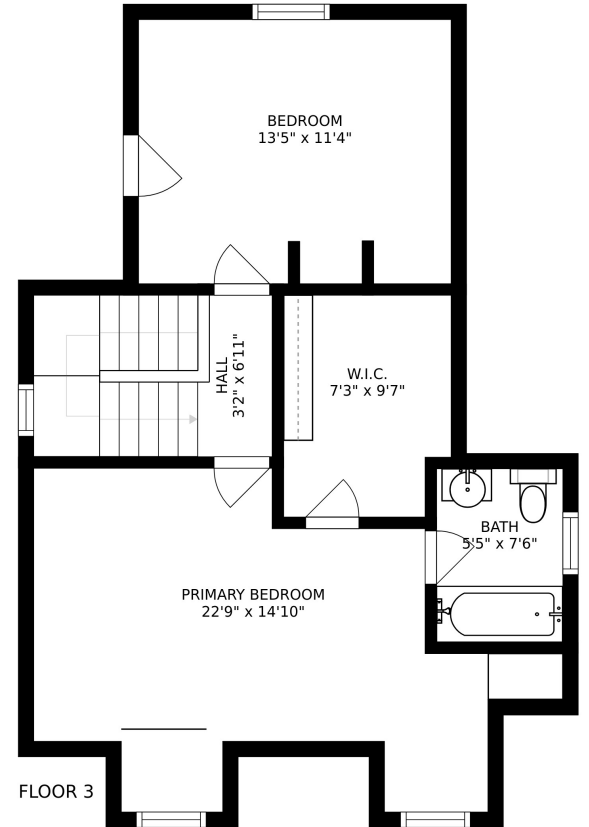 BEDROOM
13'5" x 11'4"
HALL
3'2" x 6'11"
W.I.C.
7'3" x 9'7"
BATH
5'5" x 7'6"
PRIMARY BEDROOM
22'9" x 14'10"
FLOOR 3